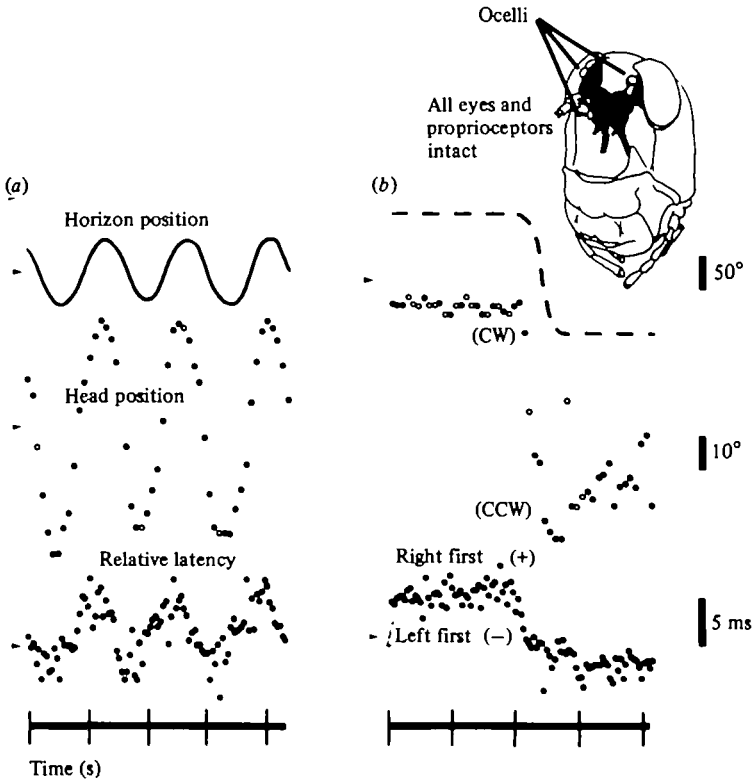 Ocelli
All eyes and
proprioceptors
intact
(a)
(b)
Horizon position
50°
(CW)
Head position
10°
(CCW)
Relative latency
Right first (+)
Left first (−)
5 ms
Time (s)